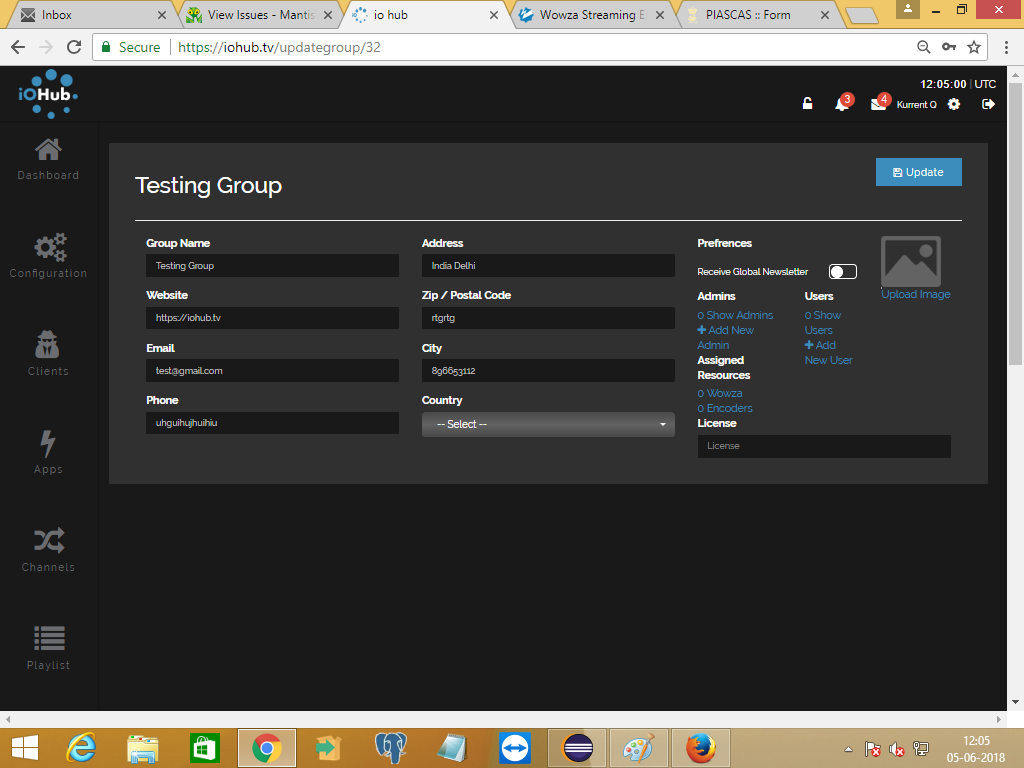 Inbox
View Issues - Mantis
io hub
Wowza Streaming E
PIASCAS :: Form
Secure
https://iohub.tv/updategroup/32
iOHub.
12:05:00 | UTC
3
4
Kurrent Q
Dashboard
Configuration
Clients
Apps
Channels
Playlist
Testing Group
Update
Group Name
Testing Group
Website
https://iohub.tv
Email
test@gmail.com
Phone
uhguihujhuihiu
Address
India Delhi
Zip / Postal Code
rtgrtg
City
896653112
Country
-- Select --
Prefrences
Receive Global Newsletter
Upload Image
Admins
0 Show Admins
Add New
Admin
Users
0 Show
Users
Add
New User
Assigned
Resources
0 Wowza
0 Encoders
License
License
12:05
05-06-2018